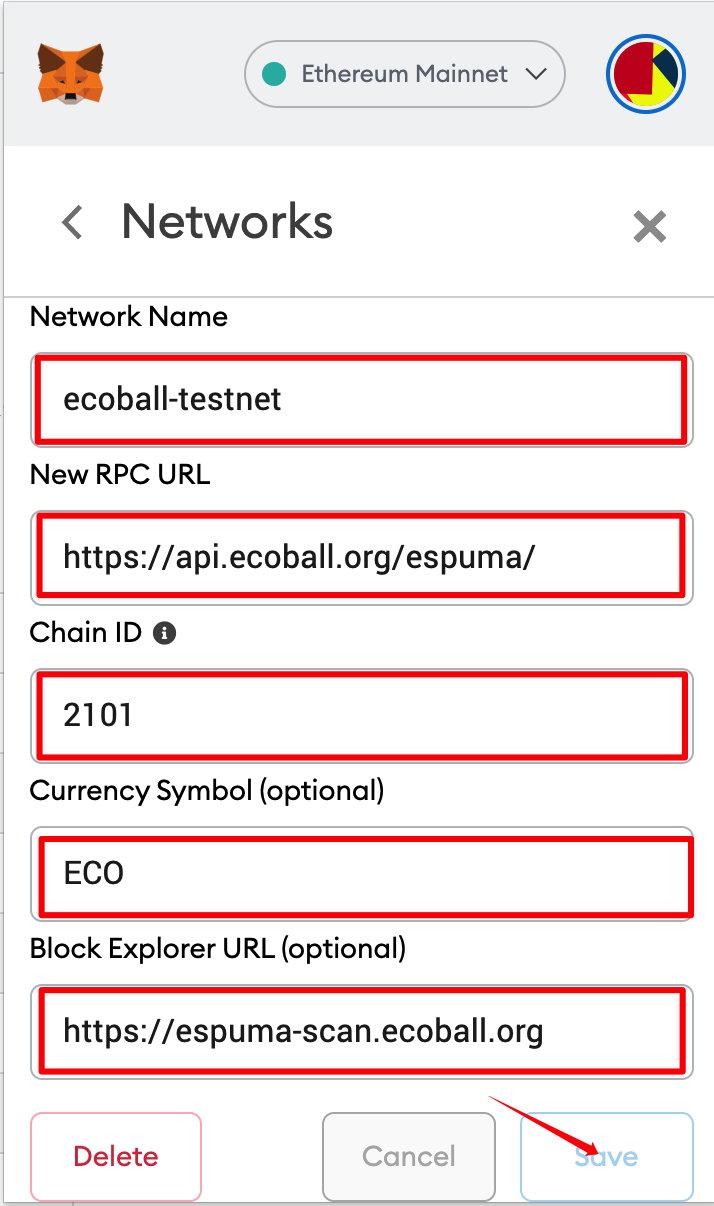 Ethereum Mainnet
Networks
Network Name
ecoball-testnet
New RPC URL
https://api.ecoball.org/espuma/
Chain ID
2101
Currency Symbol (optional)
ECO
Block Explorer URL (optional)
https://espuma-scan.ecoball.org
Delete
Cancel
Save